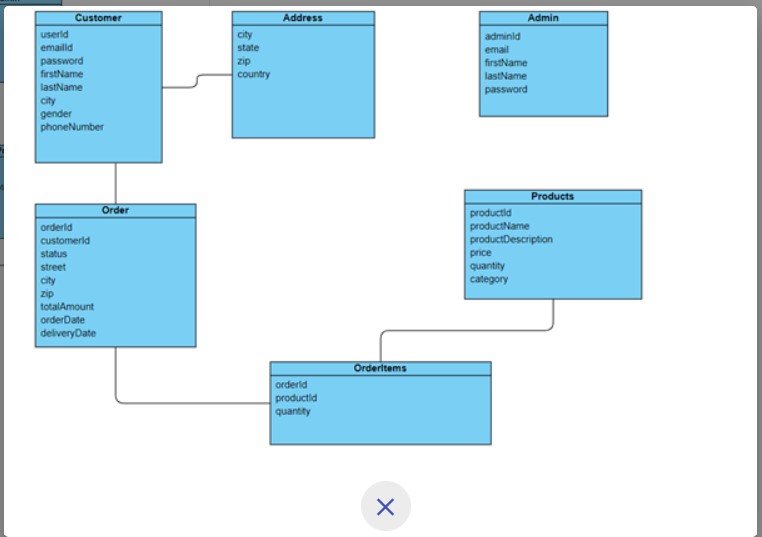 Customer
userId
emailId
password
firstName
lastName
city
gender
phoneNumber
Address
city
state
zip
country
Admin
adminId
email
firstName
lastName
password
Order
orderId
customerId
status
street
city
zip
totalAmount
orderDate
deliveryDate
Products
productId
productName
productDescription
price
quantity
category
OrderItems
orderId
productId
quantity